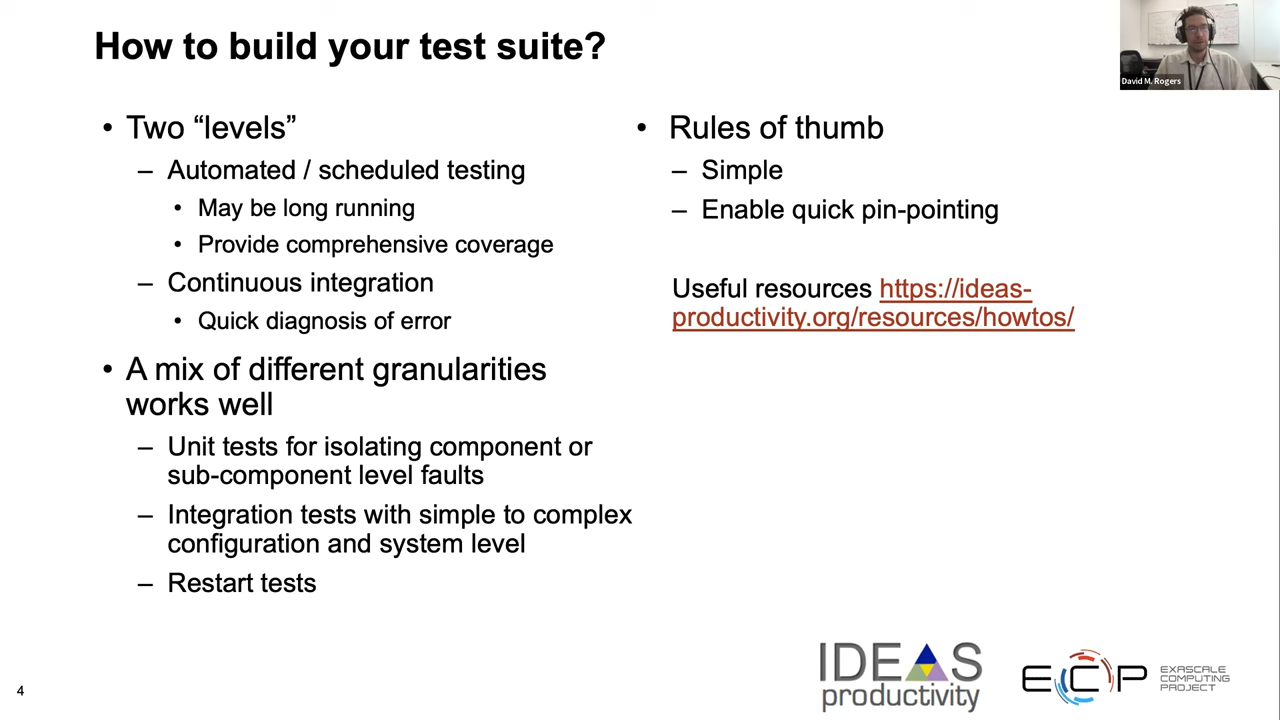 How to build your test suite?
David M. Rogers
• Two “levels”
– Automated / scheduled testing
• May be long running
• Provide comprehensive coverage
– Continuous integration
• Quick diagnosis of error
• A mix of different granularities
works well
– Unit tests for isolating component or
sub-component level faults
– Integration tests with simple to complex
configuration and system level
– Restart tests
• Rules of thumb
– Simple
– Enable quick pin-pointing
Useful resources https://ideas-
productivity.org/resources/howtos/
4
IDEAS
productivity
ECP
EXASCALE
COMPUTING
PROJECT